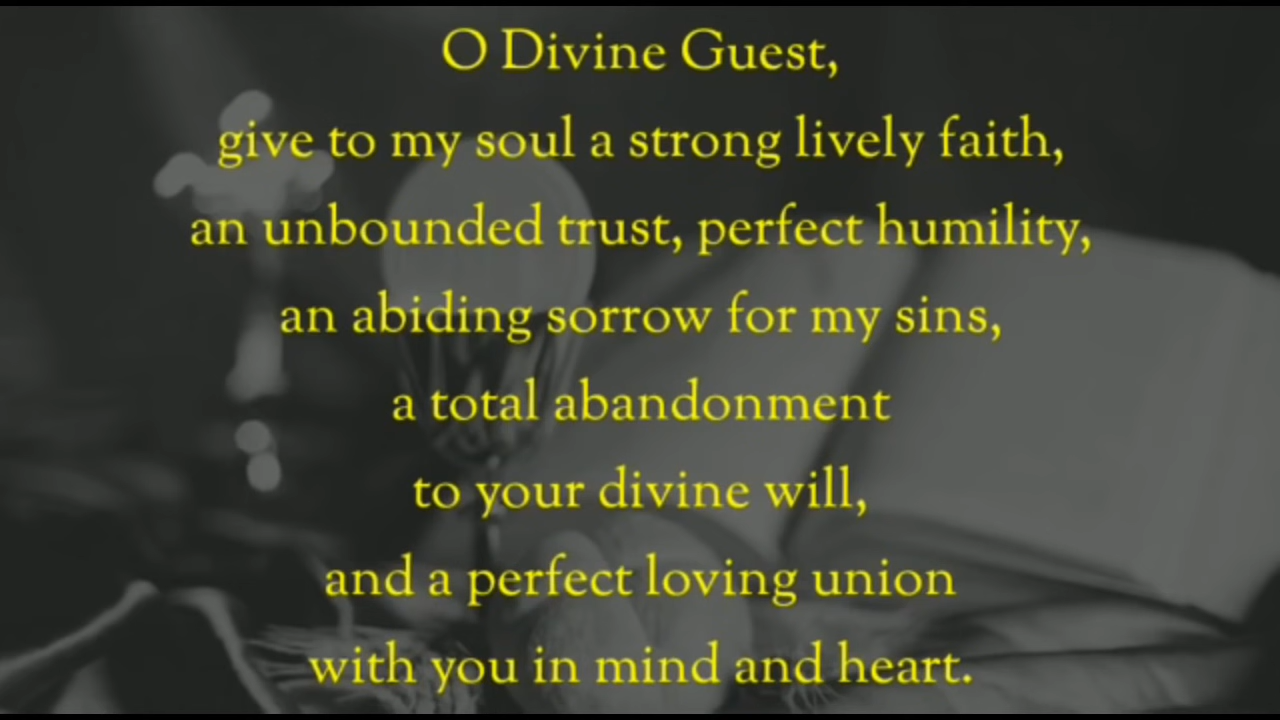 O Divine Guest,
give to my soul a strong lively faith,
an unbounded trust, perfect humility,
an abiding sorrow for my sins,
a total abandonment
to your divine will,
and a perfect loving union
with you in mind and heart.